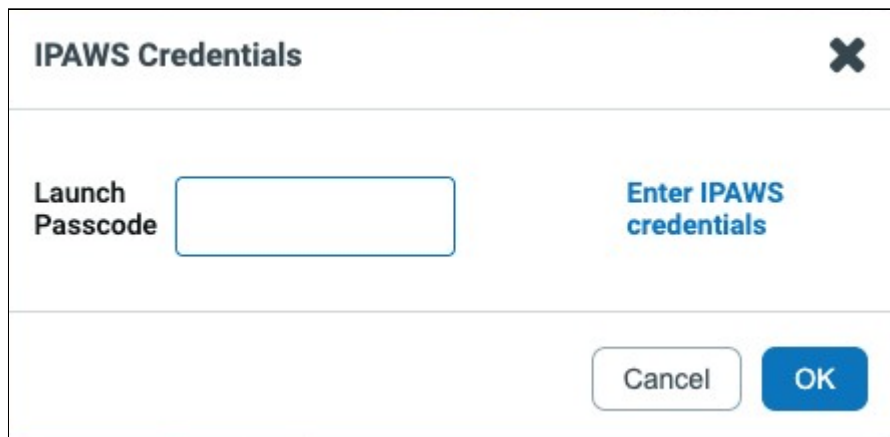 IPAWS Credentials
Launch
Passcode
Enter IPAWS
credentials
Cancel
OK